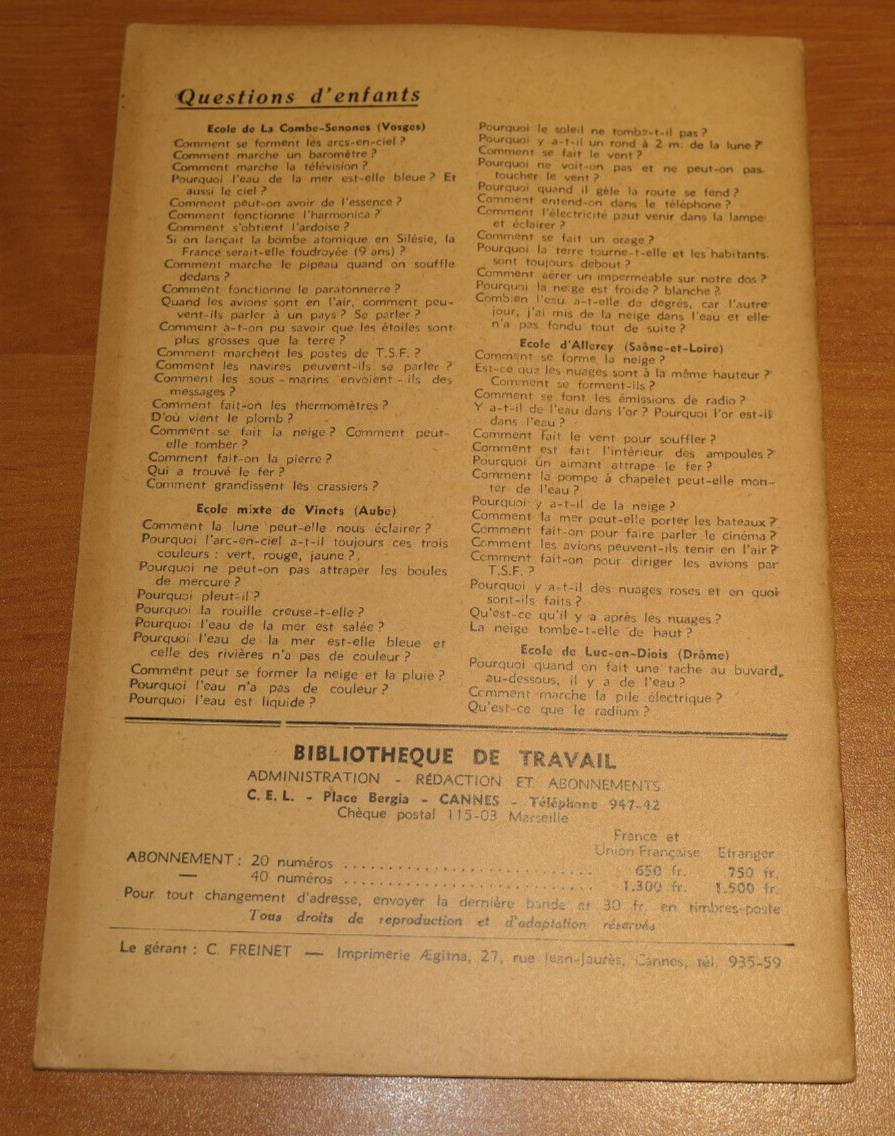 Questions d'enfants
Ecole de La Combe-Senones (Vosges)
Comment se forment les arcs-en-ciel ?
Comment marche un baromètre ?
Comment marche la télévision ?
Pourquoi l'eau de la mer est-elle bleue ? Et
aussi le ciel ?
Comment peut-on avoir de l'essence ?
Comment fonctionne l'harmonica ?
Comment s'obtient l'ardoise ?
Si on lançait la bombe atomique en Silésie, la
France serait-elle foudroyée (9 ans) ?
Comment marche le pipeau quand on souffle
dedans ?
Comment fonctionne le paratonnerre ?
Quand les avions sont en l'air, comment peu-
vent-ils parler à un pays ? Se parler ?
Comment a-t-on pu savoir que les étoiles sont
plus grosses que la terre ?
Comment marchent les postes de T.S.F. ?
Comment les navires peuvent-ils se parler ?
Comment les sous-marins envoient-ils des
messages ?
Comment fait-on les thermomètres ?
D'où vient le plomb ?
Comment se fait la neige ? Comment peut-
elle tomber ?
Comment fait-on la pierre ?
Qui a trouvé le fer ?
Comment grandissent les crassiers ?
Ecole mixte de Vinets (Aube)
Comment la lune peut-elle nous éclairer ?
Pourquoi l'arc-en-ciel a-t-il toujours ces trois
couleurs : vert, rouge, jaune ?
Pourquoi ne peut-on pas attraper les boules
de mercure ?
Pourquoi pleut-il ?
Pourquoi la rouille creuse-t-elle ?
Pourquoi l'eau de la mer est salée ?
Pourquoi l'eau de la mer est-elle bleue et
celle des rivières n'a pas de couleur ?
Comment peut se former la neige et la pluie ?
Pourquoi l'eau n'a pas de couleur ?
Pourquoi l'eau est liquide ?
Pourquoi le soleil ne tombe-t-il pas ?
Pourquoi y a-t-il un rond à 2 m. de la lune ?
Comment se fait le vent ?
Pourquoi ne voit-on pas et ne peut-on pas
toucher le vent ?
Pourquoi quand il gèle la route se fend ?
Comment entend-on dans le téléphone ?
Comment l'électricité peut venir dans la lampe
et éclairer ?
Comment se fait un orage ?
Pourquoi la terre tourne-t-elle et les habitants
sont toujours debout ?
Comment aérer un imperméable sur notre dos ?
Pourquoi la neige est froide ? blanche ?
Combien l'eau a-t-elle de degrés, car l'autre
jour, j'ai mis de la neige dans l'eau et elle
n'a pas fondu tout de suite ?
Ecole d'Allerey (Saône-et-Loire)
Comment se forme la neige ?
Est-ce que les nuages sont à la même hauteur ?
Comment se forment-ils ?
Comment se font les émissions de radio ?
Y a-t-il de l'eau dans l'or ? Pourquoi l'or est-il
dans l'eau ?
Comment fait le vent pour souffler ?
Comment est fait l'intérieur des ampoules ?
Pourquoi un aimant attrape le fer ?
Comment la pompe à chapelet peut-elle mon-
ter de l'eau ?
Pourquoi y a-t-il de la neige ?
Comment la mer peut-elle porter les bateaux ?
Comment fait-on pour faire parler le cinéma ?
Comment les avions peuvent-ils tenir en l'air ?
Comment fait-on pour diriger les avions par
T.S.F. ?
Pourquoi y a-t-il des nuages roses et en quoi
sont-ils faits ?
Qu'est-ce qu'il y a après les nuages ?
La neige tombe-t-elle de haut ?
Ecole de Luc-en-Diois (Drôme)
Pourquoi quand on fait une tache au buvard,
au-dessous, il y a de l'eau ?
Comment marche la pile électrique ?
Qu'est-ce que le radium ?
BIBLIOTHEQUE DE TRAVAIL
ADMINISTRATION - RÉDACTION ET ABONNEMENTS
C. E. L. - Place Bergia - CANNES - Téléphone 947-42
Chèque postal 115-03 Marseille
France et
Union Française Etranger
ABONNEMENT : 20 numéros .......... 650 fr. 750 fr.
— 40 numéros .......... 1.300 fr. 1.500 fr.
Pour tout changement d'adresse, envoyer la dernière bande et 30 fr. en timbres-poste
Tous droits de reproduction et d'adaptation réservés
Le gérant : C. FREINET — Imprimerie Ægitna, 27, rue Jean-Jaurès, Cannes, tél. 935-59